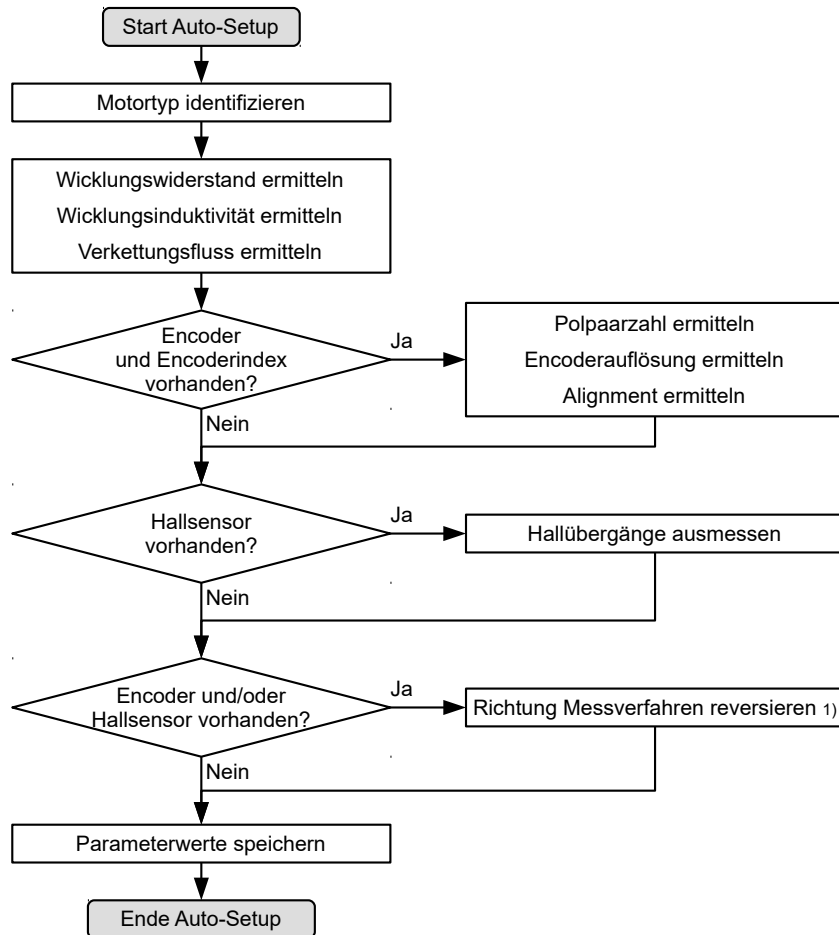 Start Auto-Setup
Motortyp identifizieren
Wicklungswiderstand ermitteln
Wicklungsinduktivität ermitteln
Verkettungsfluss ermitteln
Encoder
und Encoderindex
vorhanden?
Ja
Polpaarzahl ermitteln
Encoderauflösung ermitteln
Alignment ermitteln
Nein
Hallsensor
vorhanden?
Ja
Hallübergänge ausmessen
Nein
Encoder und/oder
Hallsensor vorhanden?
Ja
Richtung Messverfahren reversieren 1)
Nein
Parameterwerte speichern
Ende Auto-Setup